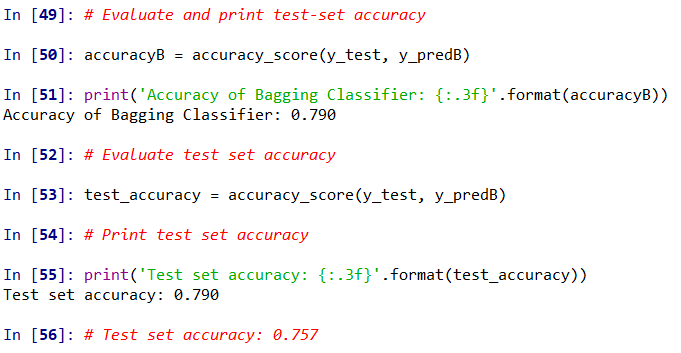 In [49]: # Evaluate and print test-set accuracy
In [50]: accuracyB = accuracy_score(y_test, y_predB)
In [51]: print('Accuracy of Bagging Classifier: {:.3f}'.format(accuracyB))
Accuracy of Bagging Classifier: 0.790
In [52]: # Evaluate test set accuracy
In [53]: test_accuracy = accuracy_score(y_test, y_predB)
In [54]: # Print test set accuracy
In [55]: print('Test set accuracy: {:.3f}'.format(test_accuracy))
Test set accuracy: 0.790
In [56]: # Test set accuracy: 0.757